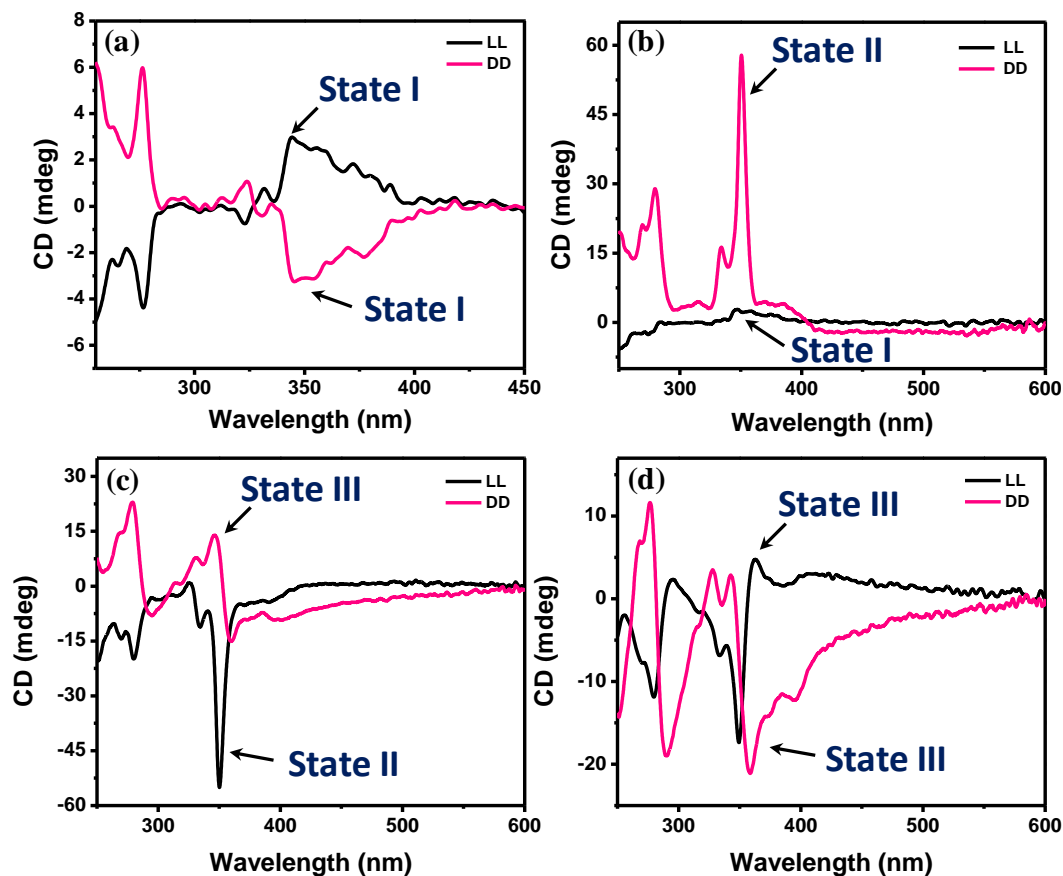 (a)
LL
DD
State I
State I
CD (mdeg)
8
6
4
2
0
-2
-4
-6
300
350
400
450
Wavelength (nm)
(b)
LL
DD
State II
State I
CD (mdeg)
60
45
30
15
0
300
400
500
600
Wavelength (nm)
(c)
LL
DD
State III
State II
CD (mdeg)
30
15
0
-15
-30
-45
-60
300
400
500
600
Wavelength (nm)
(d)
LL
DD
State III
State III
CD (mdeg)
10
0
-10
-20
300
400
500
600
Wavelength (nm)